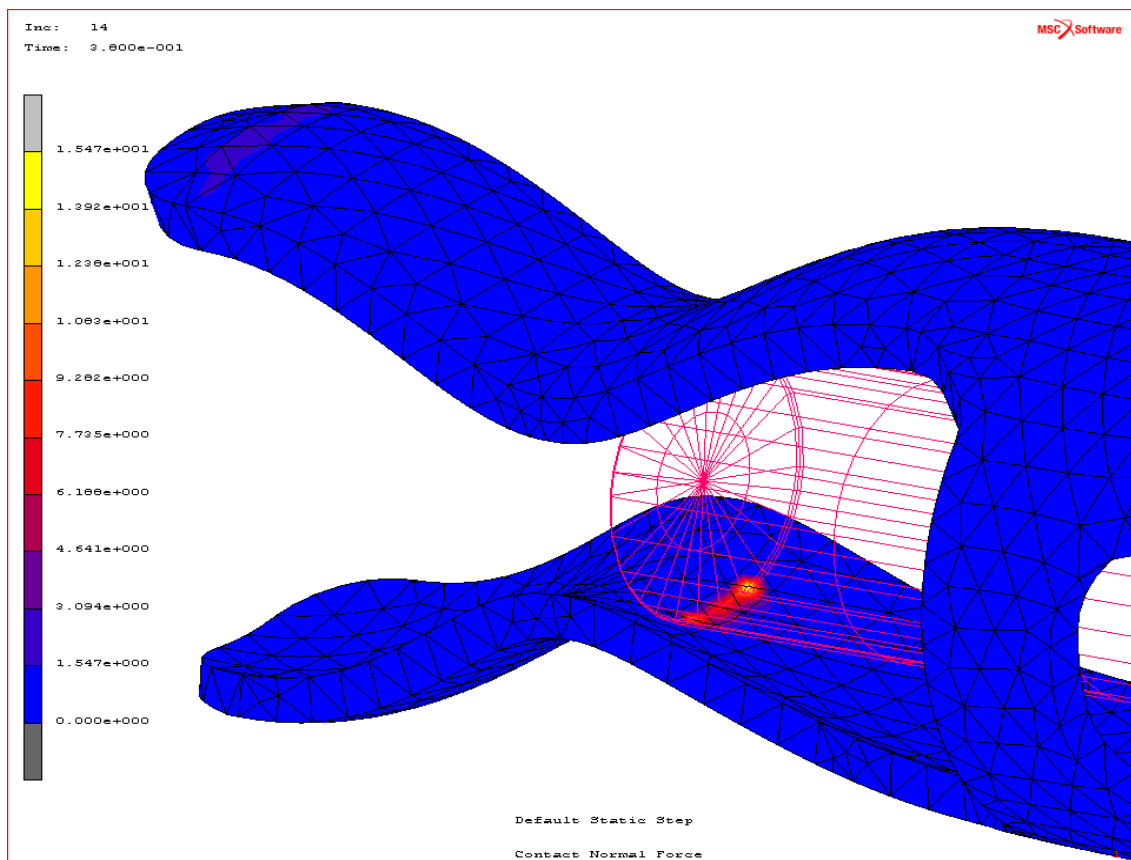 Inc: 14
Time: 3.800e-001
MSC Software
1.547e+001
1.392e+001
1.238e+001
1.083e+001
9.282e+000
7.735e+000
6.188e+000
4.641e+000
3.094e+000
1.547e+000
0.000e+000
Default Static Step
Contact Normal Force
1